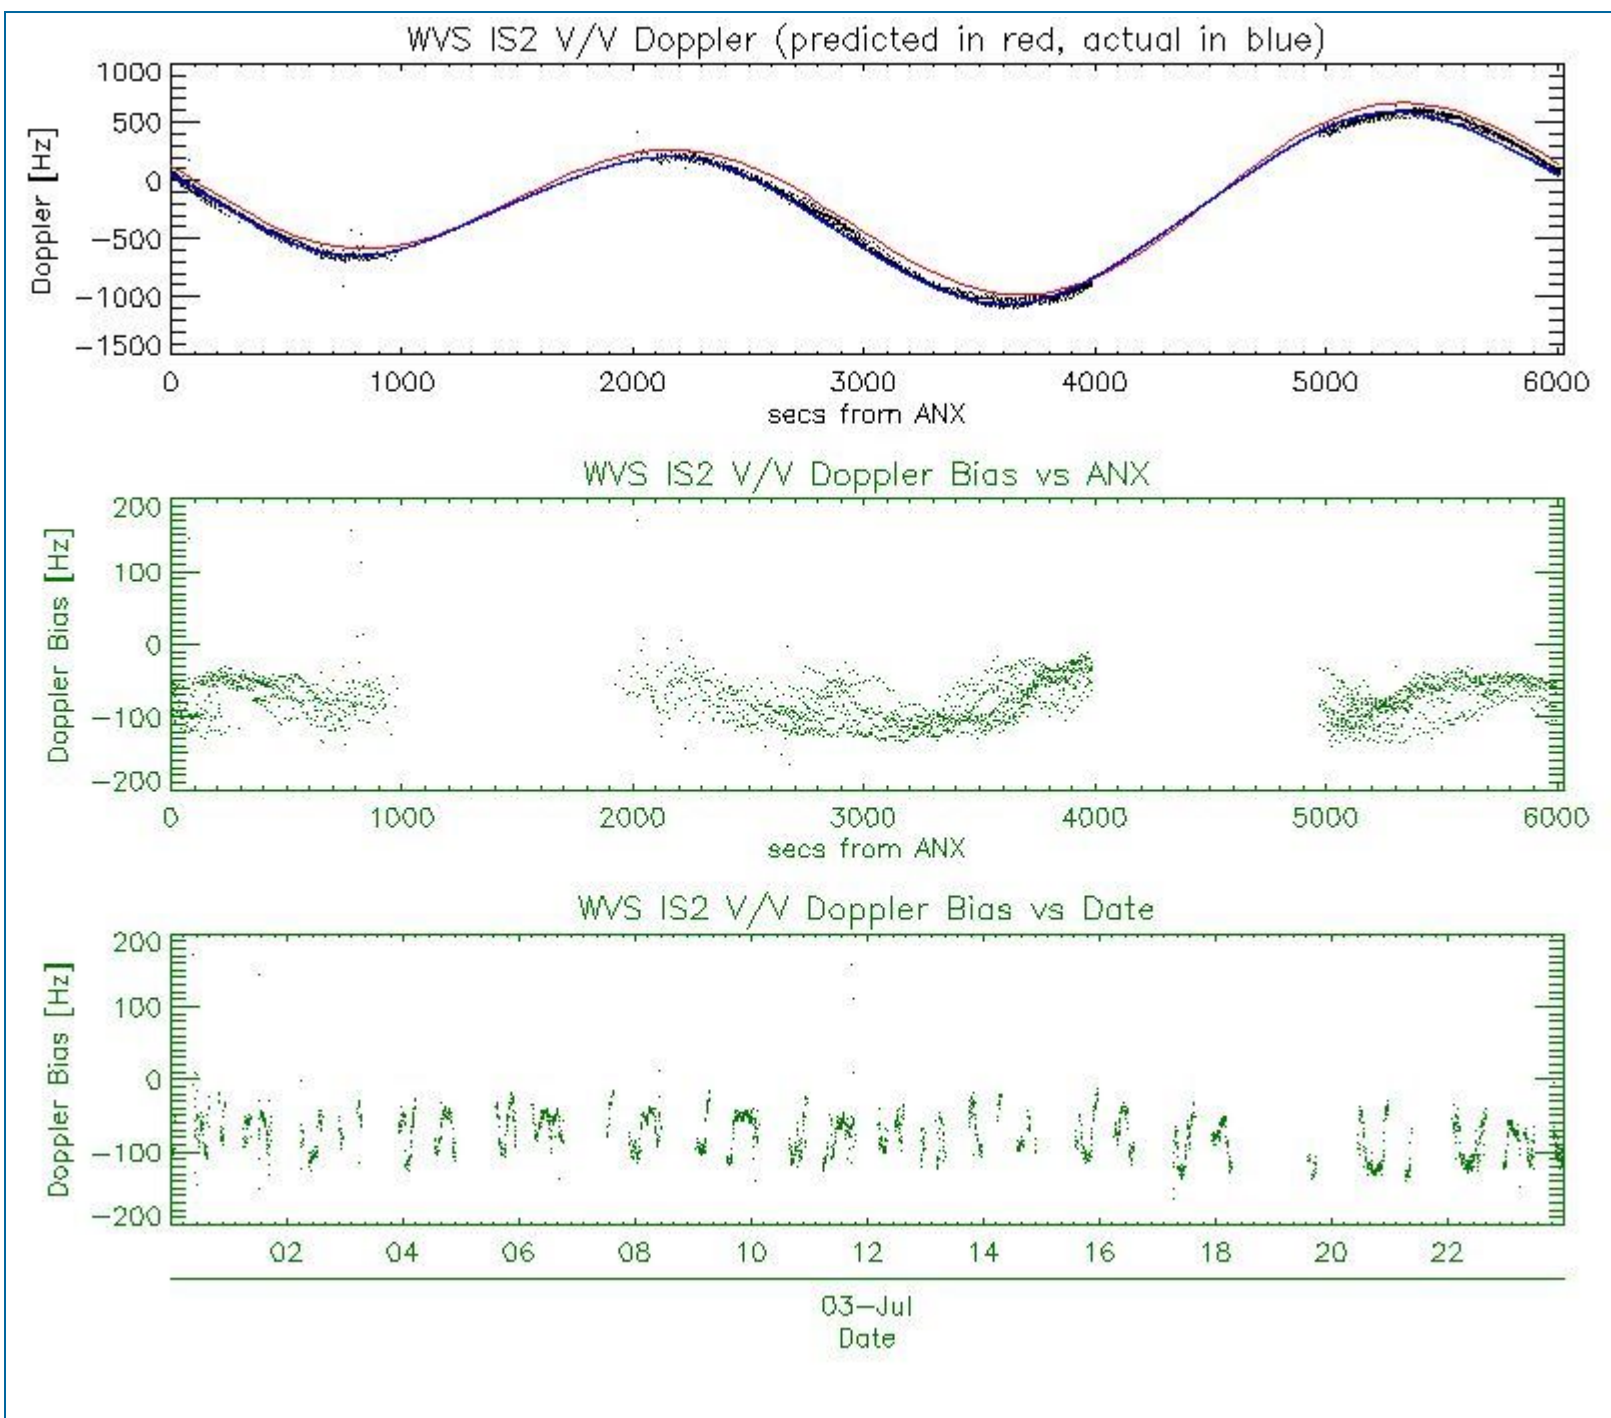 WVS IS2 V/V Doppler (predicted in red, actual in blue)
1000
500
0
-500
-1000
-1500
Doppler [Hz]
0 1000 2000 3000 4000 5000 6000
secs from ANX
WVS IS2 V/V Doppler Bias vs ANX
200
100
0
-100
-200
Doppler Bias [Hz]
0 1000 2000 3000 4000 5000 6000
secs from ANX
WVS IS2 V/V Doppler Bias vs Date
200
100
0
-100
-200
Doppler Bias [Hz]
02 04 06 08 10 12 14 16 18 20 22
03-Jul
Date